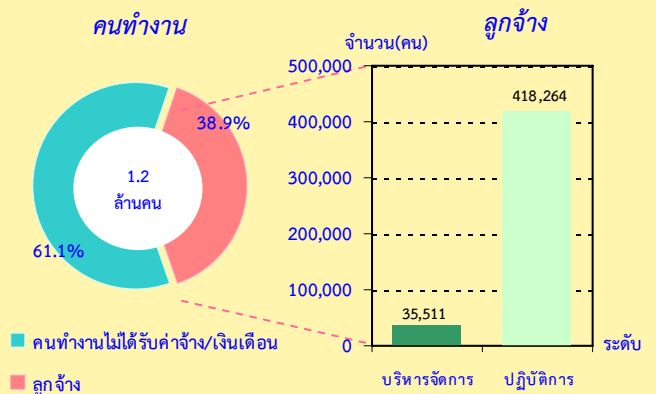 คนทำงาน
38.9%
1.2
ล้านคน
61.1%
คนทำงานไม่ได้รับค่าจ้าง/เงินเดือน
ลูกจ้าง
ลูกจ้าง
จำนวน(คน)
500,000
400,000
300,000
200,000
100,000
0
418,264
35,511
ระดับ
บริหารจัดการ
ปฏิบัติการ